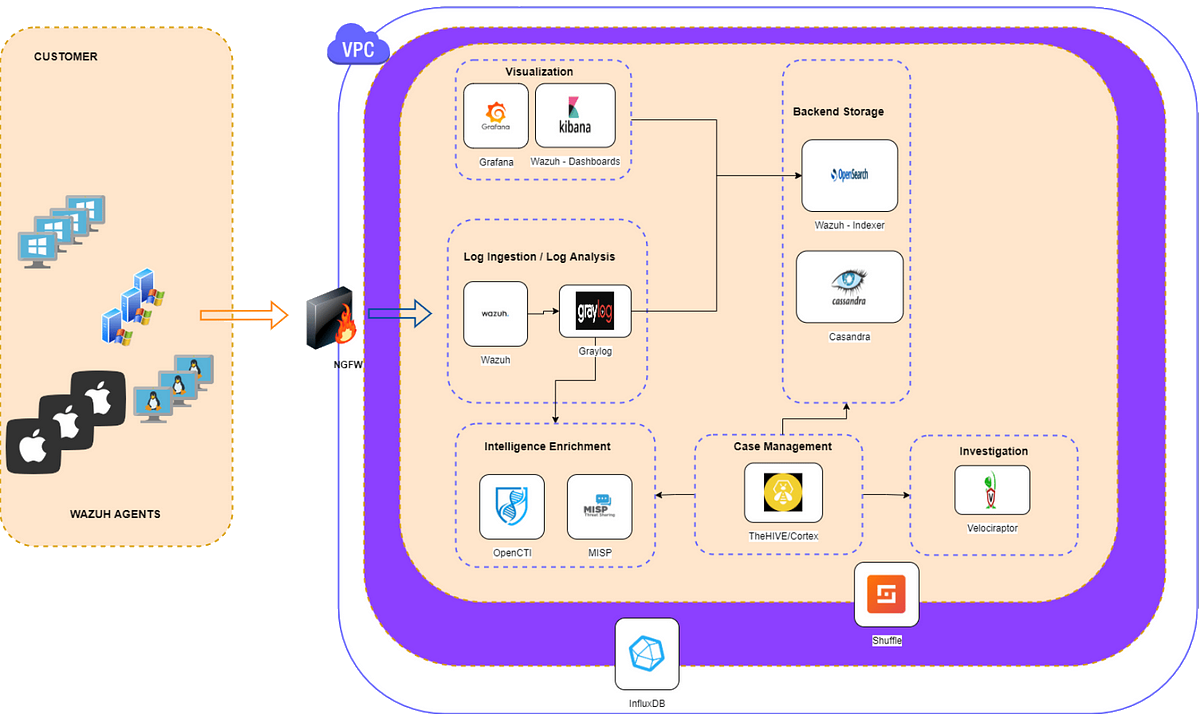 CUSTOMER
WAZUH AGENTS
NGFW
VPC
Visualization
Grafana
kibana
Grafana
Wazuh - Dashboards
Backend Storage
OpenSearch
Wazuh - Indexer
cassandra
Casandra
Log Ingestion / Log Analysis
wazuh.
graylog
Wazuh
Graylog
Intelligence Enrichment
MISP
Threat Sharing
OpenCTI
MISP
Case Management
TheHIVE/Cortex
Investigation
V
Velociraptor
Shuffle
InfluxDB